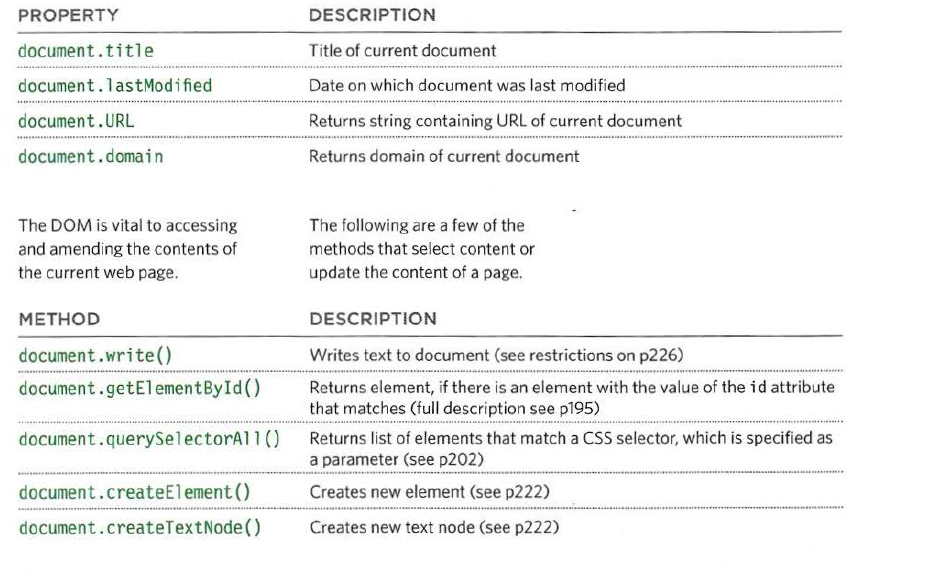 PROPERTY DESCRIPTION
document.title Title of current document
document.lastModified Date on which document was last modified
document.URL Returns string containing URL of current document
document.domain Returns domain of current document
The DOM is vital to accessing
and amending the contents of
the current web page.
The following are a few of the
methods that select content or
update the content of a page.
METHOD DESCRIPTION
document.write() Writes text to document (see restrictions on p226)
document.getElementById() Returns element, if there is an element with the value of the id attribute
that matches (full description see p195)
document.querySelectorAll() Returns list of elements that match a CSS selector, which is specified as
a parameter (see p202)
document.createElement() Creates new element (see p222)
document.createTextNode() Creates new text node (see p222)